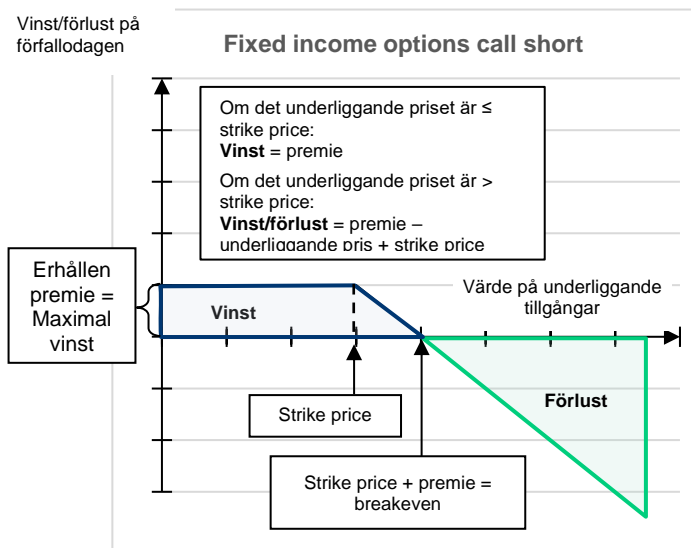 Vinst/förlust på
förfallodagen
Fixed income options call short
Om det underliggande priset är ≤
strike price:
Vinst = premie
Om det underliggande priset är >
strike price:
Vinst/förlust = premie –
underliggande pris + strike price
Erhållen
premie =
Maximal
vinst
Värde på underliggande
tillgångar
Vinst
Förlust
Strike price
Strike price + premie =
breakeven